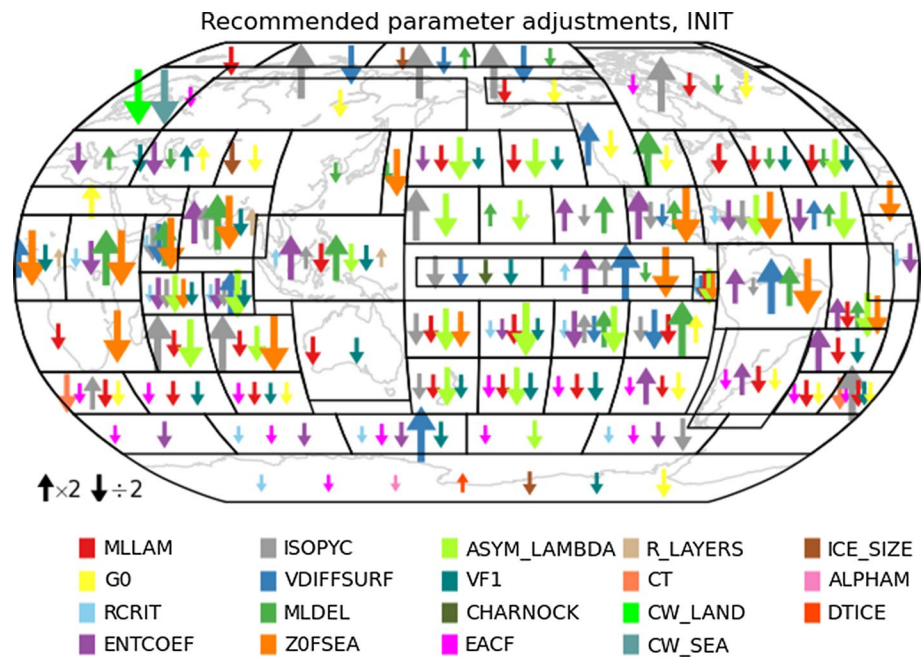 Recommended parameter adjustments, INIT
×2 ÷2
MLLAM ISOPYC ASYM_LAMBDA R_LAYERS ICE_SIZE
G0 VDIFFSURF VF1 CT ALPHAM
RCRIT MLDEL CHARNOCK CW_LAND DTICE
ENTCOEF Z0FSEA EACF CW_SEA